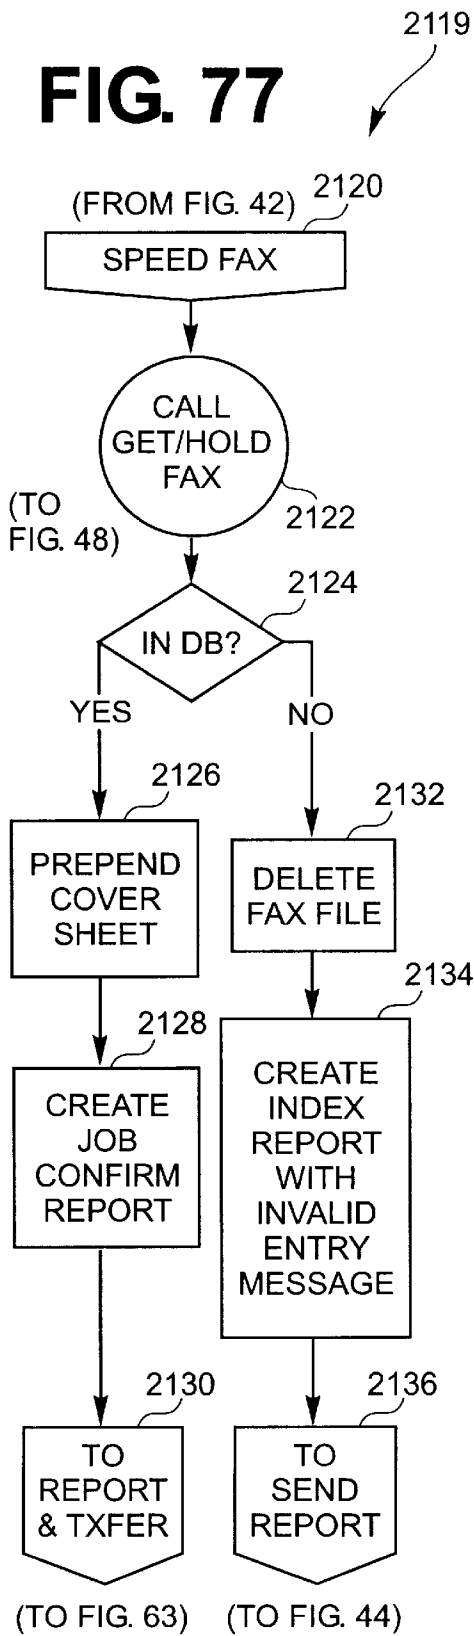 2119
FIG. 77
2120
(FROM FIG. 42)
SPEED FAX
CALL
GET/HOLD
FAX
(TO
FIG. 48)
2122
2124
IN DB?
YES
NO
2126
2132
PREPEND
COVER
SHEET
DELETE
FAX FILE
2128
2134
CREATE
JOB
CONFIRM
REPORT
CREATE
INDEX
REPORT
WITH
INVALID
ENTRY
MESSAGE
2130
2136
TO
REPORT
& TXFER
TO
SEND
REPORT
(TO FIG. 63)
(TO FIG. 44)